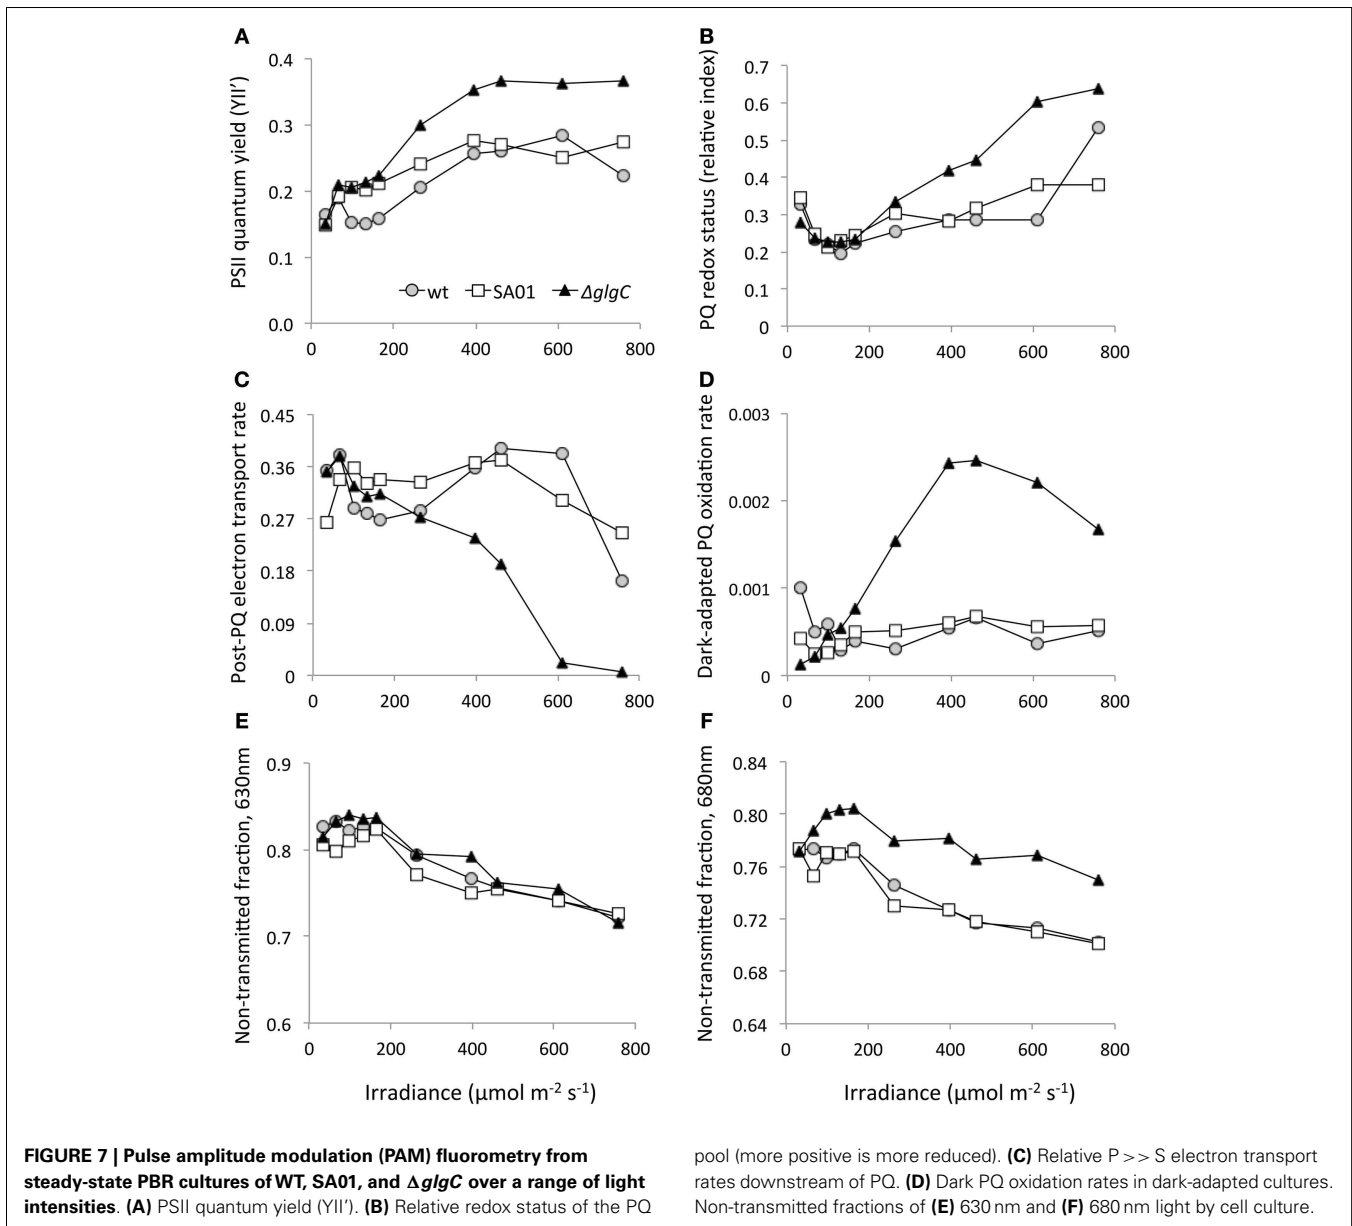 A
PSII quantum yield (YII')
0.4
0.3
0.2
0.1
0.0
wt SA01 ΔglgC
0 200 400 600 800
B
PQ redox status (relative index)
0.7
0.6
0.5
0.4
0.3
0.2
0.1
0
0 200 400 600 800
C
Post-PQ electron transport rate
0.45
0.36
0.27
0.18
0.09
0
0 200 400 600 800
D
Dark-adapted PQ oxidation rate
0.003
0.002
0.001
0
0 200 400 600 800
E
Non-transmitted fraction, 630nm
0.9
0.8
0.7
0.6
0 200 400 600 800
Irradiance (µmol m-2 s-1)
F
Non-transmitted fraction, 680nm
0.84
0.80
0.76
0.72
0.68
0.64
0 200 400 600 800
Irradiance (µmol m-2 s-1)
FIGURE 7 | Pulse amplitude modulation (PAM) fluorometry from
steady-state PBR cultures of WT, SA01, and ΔglgC over a range of light
intensities. (A) PSII quantum yield (YII'). (B) Relative redox status of the PQ
pool (more positive is more reduced). (C) Relative P >> S electron transport
rates downstream of PQ. (D) Dark PQ oxidation rates in dark-adapted cultures.
Non-transmitted fractions of (E) 630 nm and (F) 680 nm light by cell culture.